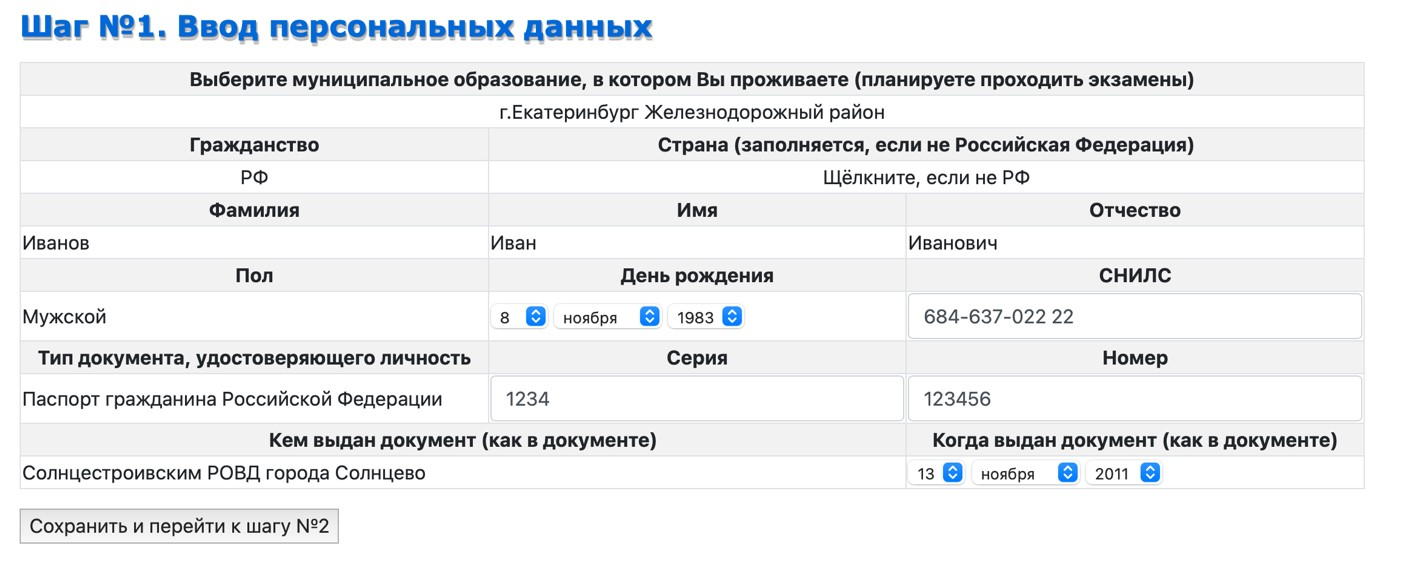 Шаг №1. Ввод персональных данных
Выберите муниципальное образование, в котором Вы проживаете (планируете проходить экзамены)
г.Екатеринбург Железнодорожный район
Гражданство Страна (заполняется, если не Российская Федерация)
РФ Щёлкните, если не РФ
Фамилия Имя Отчество
Иванов Иван Иванович
Пол День рождения СНИЛС
Мужской 8 ноября 1983 684-637-022 22
Тип документа, удостоверяющего личность Серия Номер
Паспорт гражданина Российской Федерации 1234 123456
Кем выдан документ (как в документе) Когда выдан документ (как в документе)
Солнцестроивским РОВД города Солнцево 13 ноября 2011
Сохранить и перейти к шагу №2